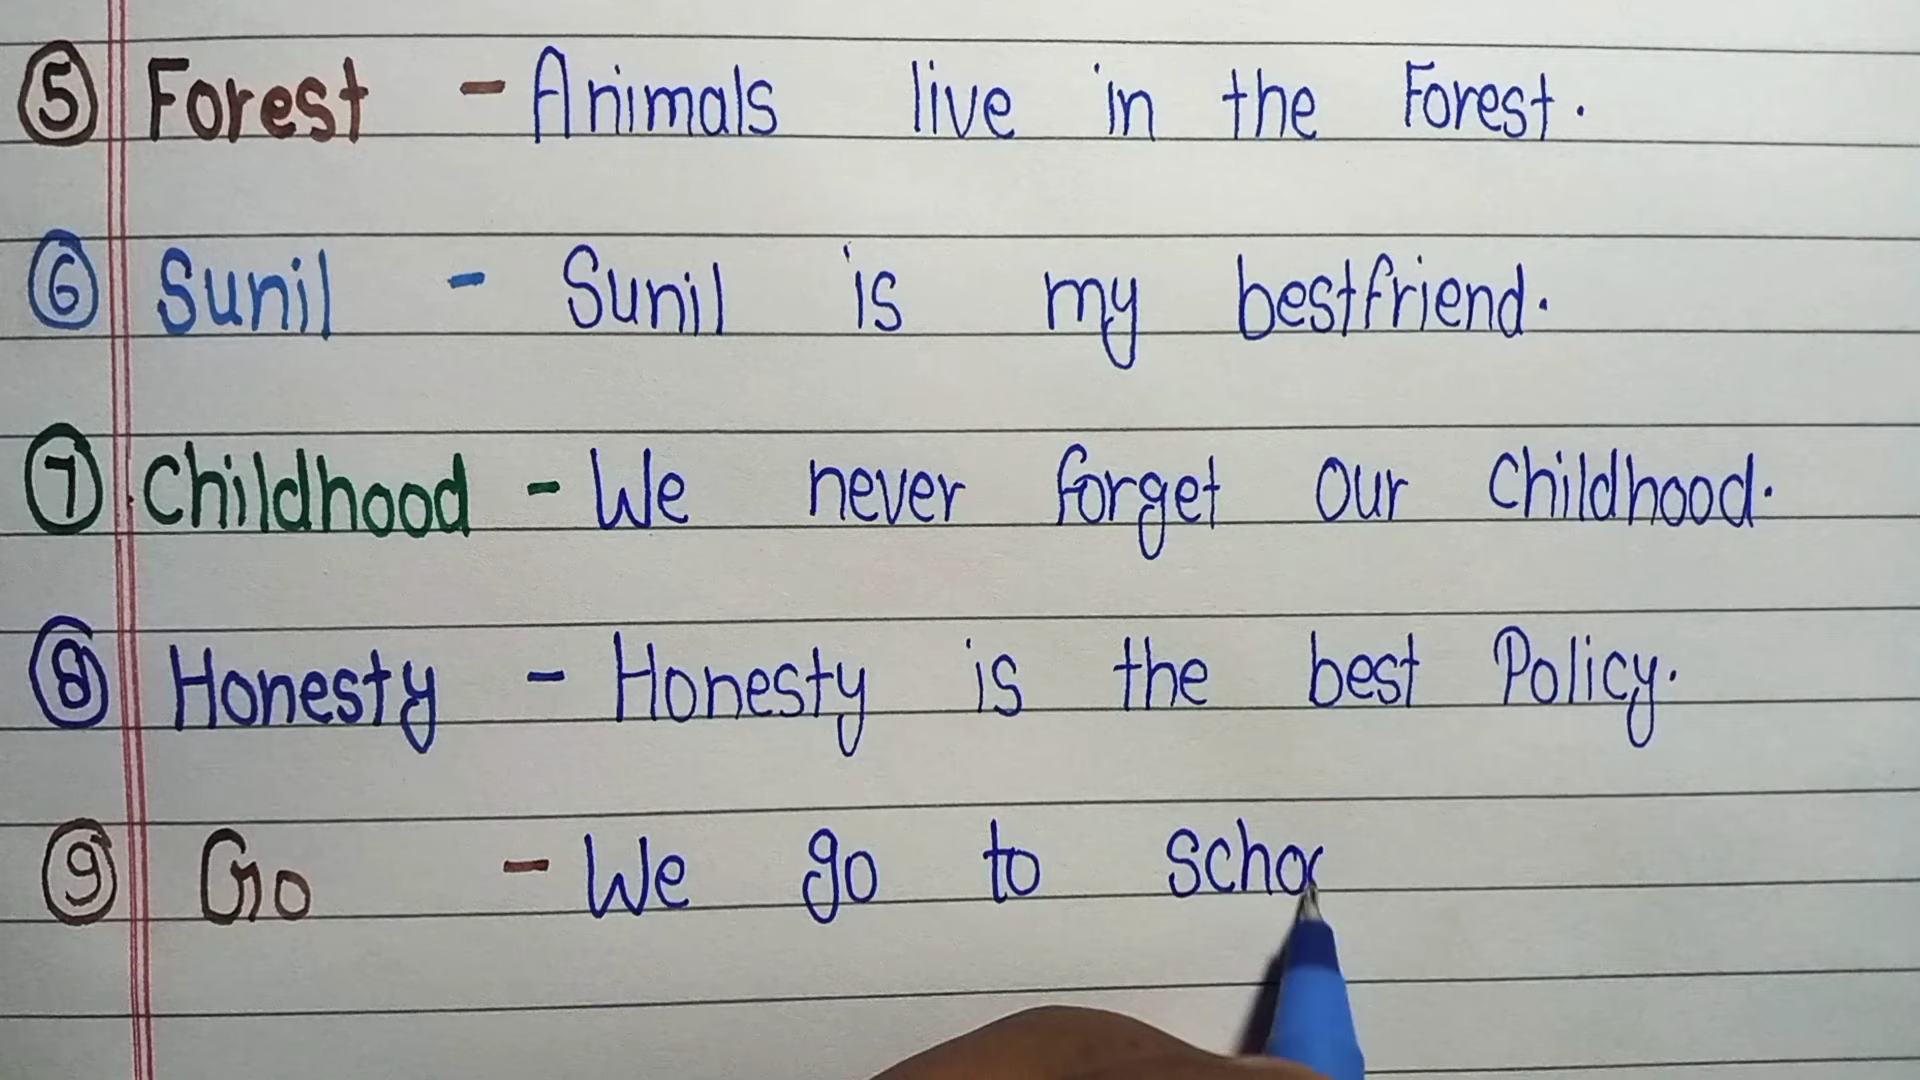 5 Forest - Animals live in the Forest.
6 Sunil - Sunil is my bestfriend.
7 Childhood - We never forget our Childhood.
8 Honesty - Honesty is the best Policy.
9 Go - We go to scho